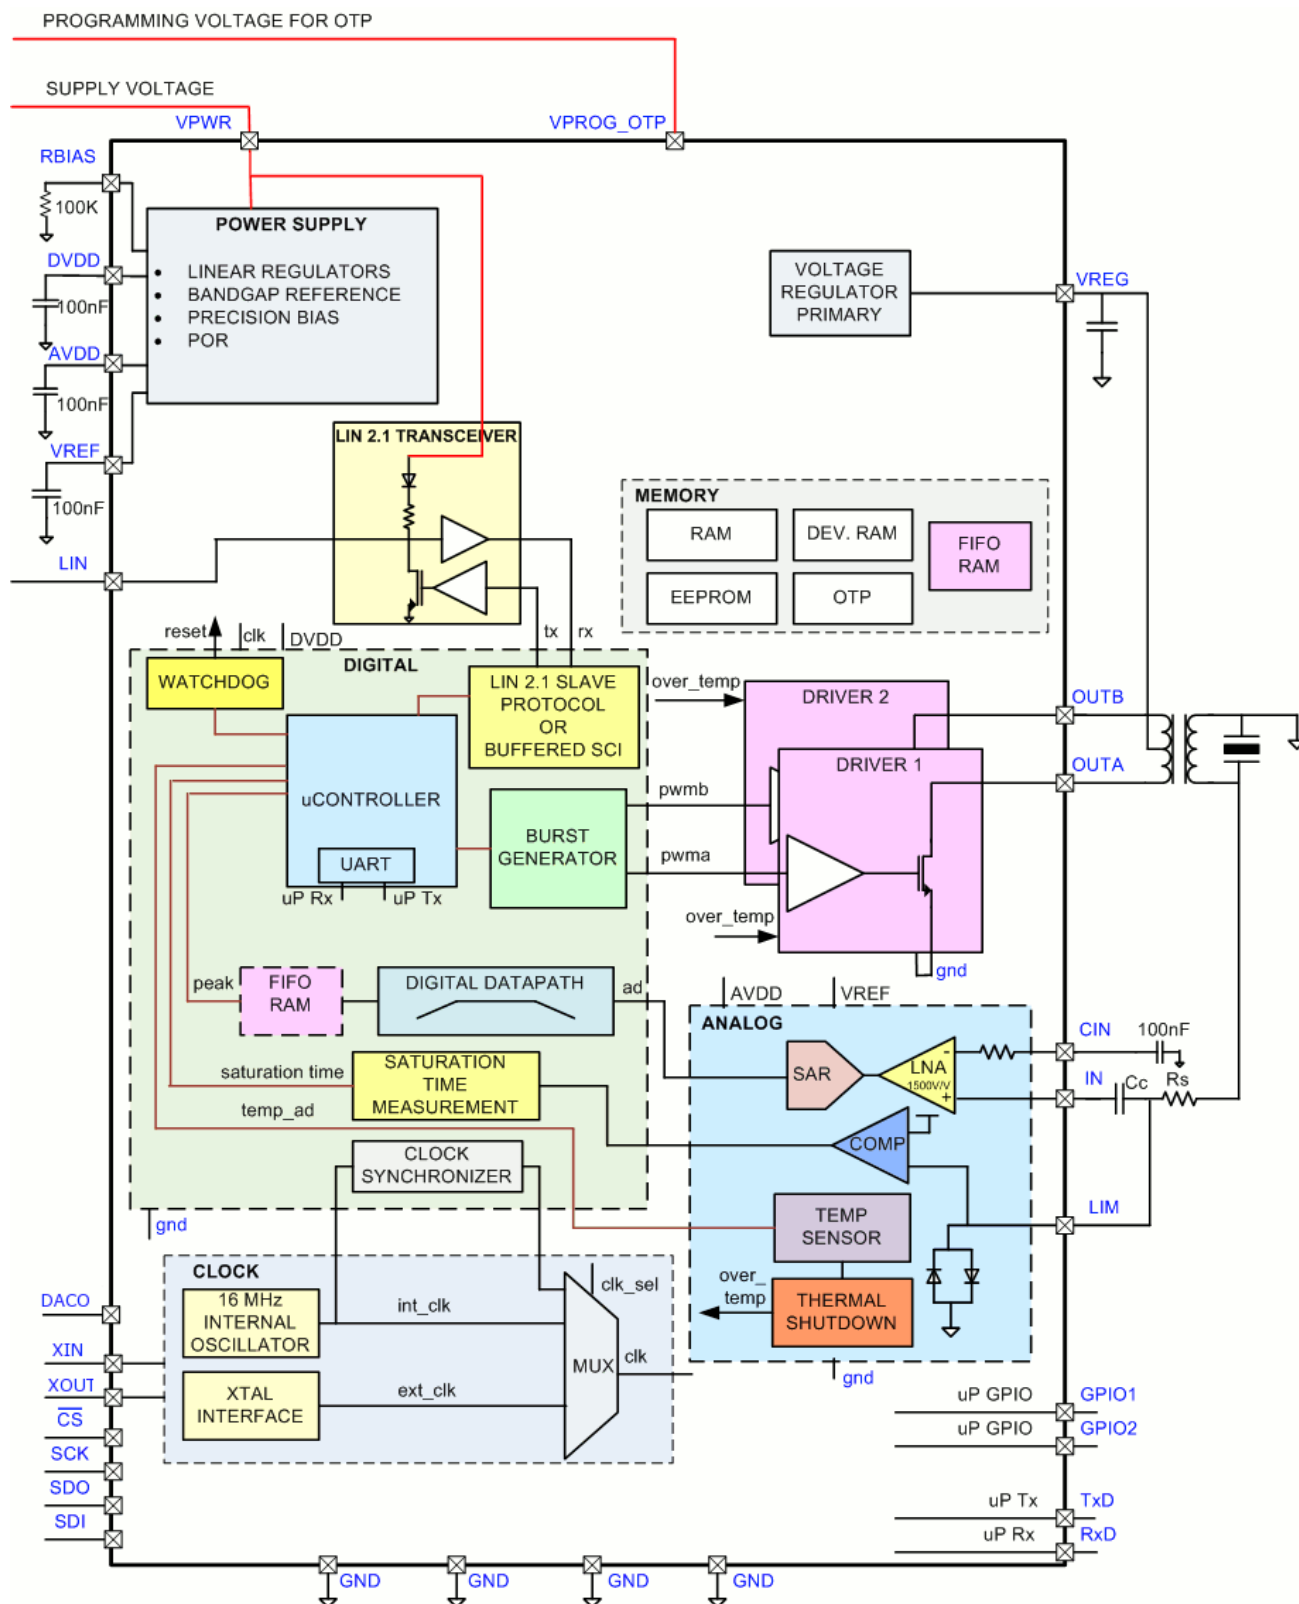 PROGRAMMING VOLTAGE FOR OTP
SUPPLY VOLTAGE
VPWR
VPROG_OTP
RBIAS
100K
DVDD
100nF
AVDD
100nF
VREF
100nF
LIN
POWER SUPPLY
• LINEAR REGULATORS
• BANDGAP REFERENCE
• PRECISION BIAS
• POR
VOLTAGE
REGULATOR
PRIMARY
VREG
LIN 2.1 TRANSCEIVER
tx
rx
MEMORY
RAM
DEV. RAM
FIFO
RAM
EEPROM
OTP
reset
clk
DVDD
DIGITAL
WATCHDOG
LIN 2.1 SLAVE
PROTOCOL
OR
BUFFERED SCI
uCONTROLLER
UART
uP Rx
uP Tx
BURST
GENERATOR
pwmb
pwma
over_temp
DRIVER 2
DRIVER 1
over_temp
gnd
OUTB
OUTA
peak
FIFO
RAM
DIGITAL DATAPATH
ad
saturation time
SATURATION
TIME
MEASUREMENT
temp_ad
CLOCK
SYNCHRONIZER
gnd
AVDD
VREF
ANALOG
SAR
-
LNA
1500V/V
+
COMP
TEMP
SENSOR
over_
temp
THERMAL
SHUTDOWN
gnd
CIN
100nF
IN
Cc
Rs
LIM
CLOCK
16 MHz
INTERNAL
OSCILLATOR
int_clk
clk_sel
MUX
clk
XTAL
INTERFACE
ext_clk
DACO
XIN
XOUT
CS
SCK
SDO
SDI
uP GPIO
GPIO1
uP GPIO
GPIO2
uP Tx
TxD
uP Rx
RxD
GND
GND
GND
GND